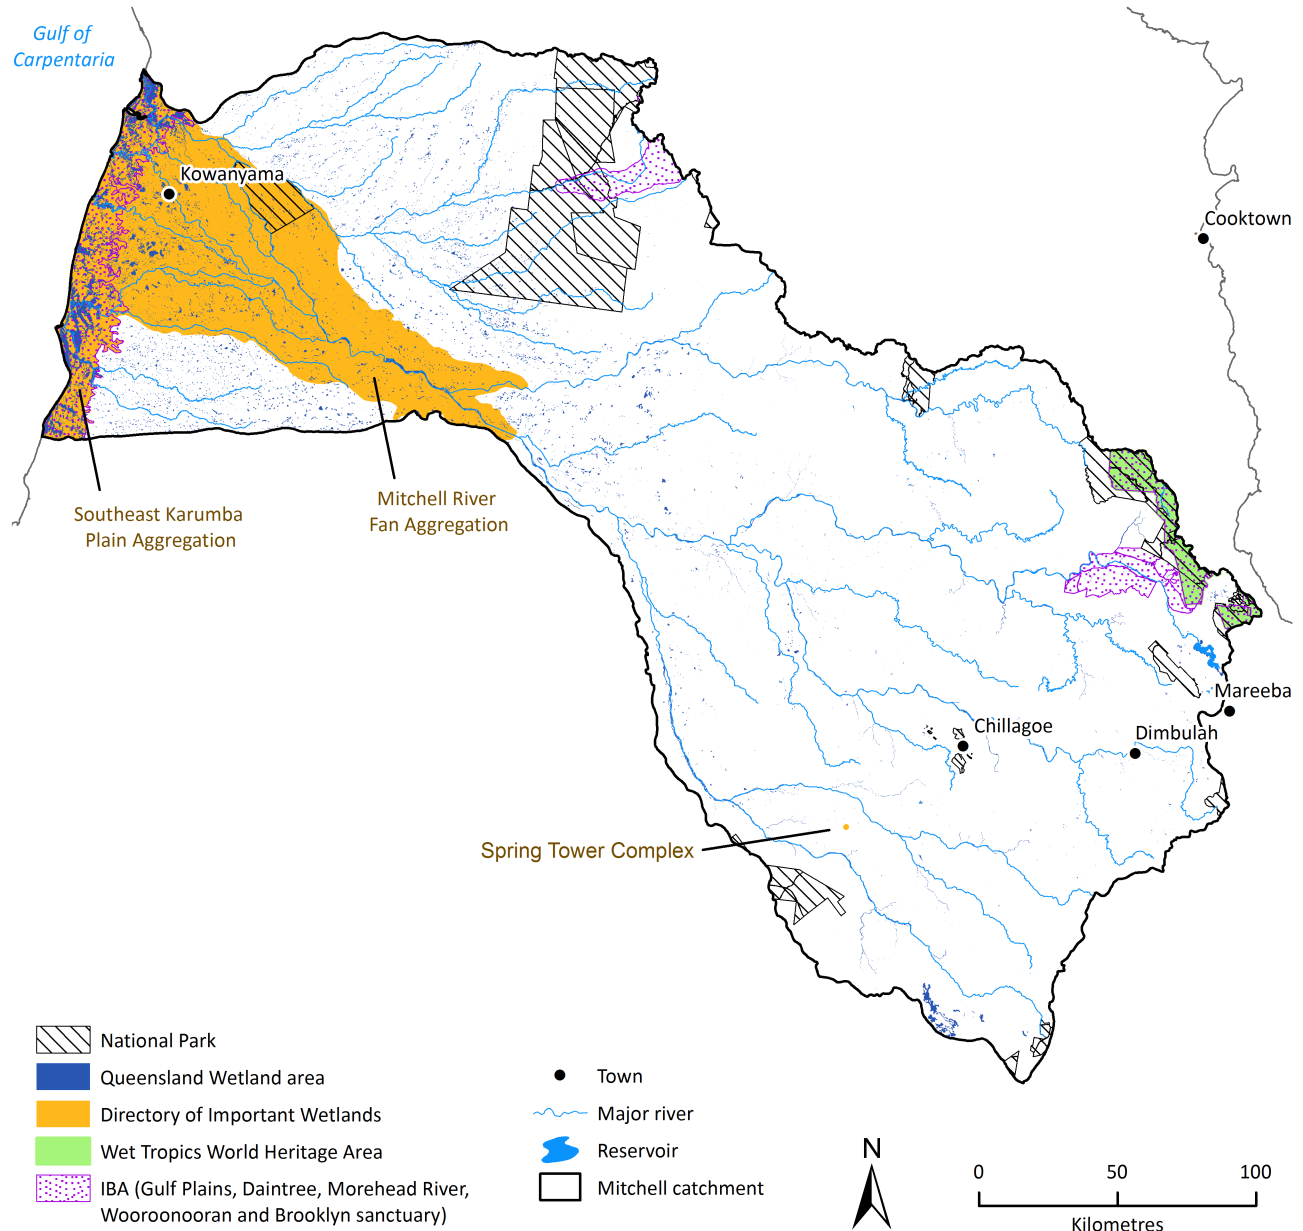 Gulf of
Carpentaria
Kowanyama
Cooktown
Southeast Karumba
Plain Aggregation
Mitchell River
Fan Aggregation
Mareeba
Chillagoe
Dimbulah
Spring Tower Complex
National Park
Queensland Wetland area
Directory of Important Wetlands
Wet Tropics World Heritage Area
IBA (Gulf Plains, Daintree, Morehead River,
Wooroonooran and Brooklyn sanctuary)
Town
Major river
Reservoir
Mitchell catchment
N
0 50 100
Kilometres